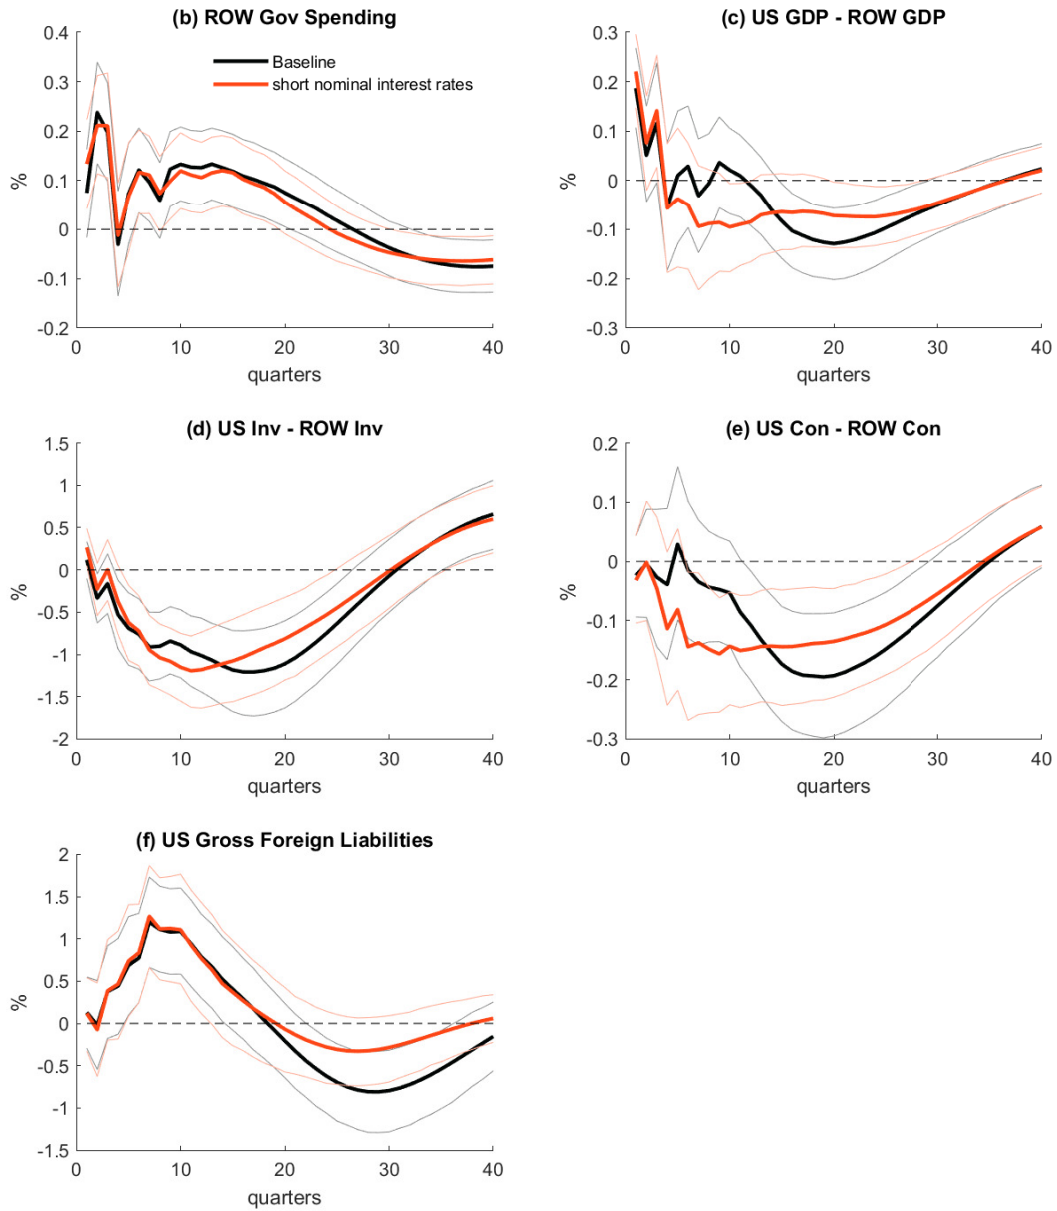 (b) ROW Gov Spending
0.4
0.3
0.2
0.1
0
-0.1
-0.2
%
Baseline
short nominal interest rates
0 10 20 30 40
quarters
(c) US GDP - ROW GDP
0.3
0.2
0.1
0
-0.1
-0.2
-0.3
%
0 10 20 30 40
quarters
(d) US Inv - ROW Inv
1.5
1
0.5
0
-0.5
-1
-1.5
-2
%
0 10 20 30 40
quarters
(e) US Con - ROW Con
0.2
0.1
0
-0.1
-0.2
-0.3
%
0 10 20 30 40
quarters
(f) US Gross Foreign Liabilities
2
1.5
1
0.5
0
-0.5
-1
-1.5
%
0 10 20 30 40
quarters